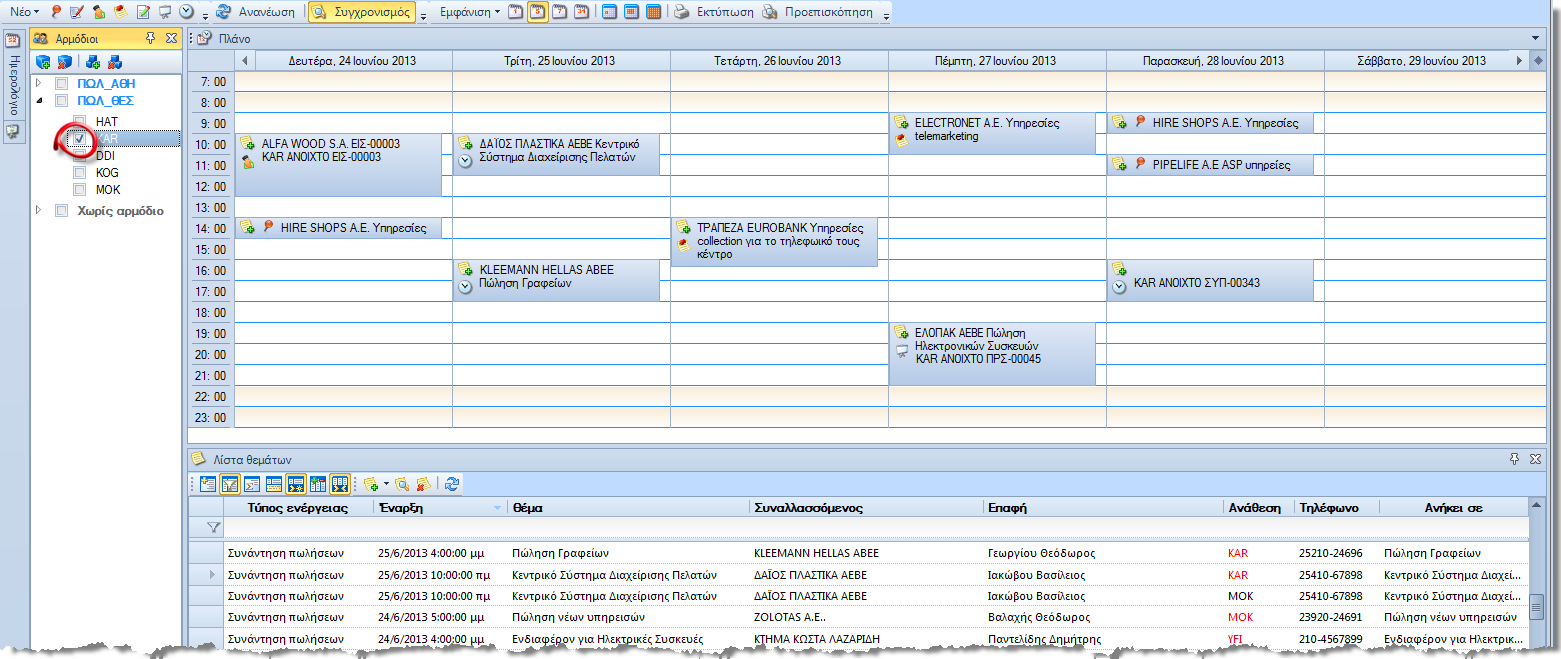 Νέο Ανανέωση Συγχρονισμός Εμφάνιση 1 5 7 31 Εκτύπωση Προεπισκόπηση
Ημερολόγιο
Αρμόδιοι
ΠΩΛ_ΑΘΗ
ΠΩΛ_ΘΕΣ
HAT
KAR
DDI
KOG
MOK
Χωρίς αρμόδιο
Πλάνο
Δευτέρα, 24 Ιουνίου 2013 Τρίτη, 25 Ιουνίου 2013 Τετάρτη, 26 Ιουνίου 2013 Πέμπτη, 27 Ιουνίου 2013 Παρασκευή, 28 Ιουνίου 2013 Σάββατο, 29 Ιουνίου 2013
7: 00
8: 00
9: 00
10: 00
11: 00
12: 00
13: 00
14: 00
15: 00
16: 00
17: 00
18: 00
19: 00
20: 00
21: 00
22: 00
23: 00
ALFA WOOD S.A. ΕΙΣ-00003
KAR ΑΝΟΙΧΤΟ ΕΙΣ-00003
HIRE SHOPS Α.Ε. Υπηρεσίες
ΔΑΪΟΣ ΠΛΑΣΤΙΚΑ ΑΕΒΕ Κεντρικό
Σύστημα Διαχείρισης Πελατών
KLEEMANN HELLAS ABEE
Πώληση Γραφείων
ΤΡΑΠΕΖΑ EUROBANK Υπηρεσίες
collection για το τηλεφωικό τους
κέντρο
ELECTRONET Α.Ε. Υπηρεσίες
telemarketing
ΕΛΟΠΑΚ ΑΕΒΕ Πώληση
Ηλεκτρονικών Συσκευών
KAR ΑΝΟΙΧΤΟ ΠΡΣ-00045
HIRE SHOPS Α.Ε. Υπηρεσίες
PIPELIFE Α.Ε ASP υπηρείες
KAR ΑΝΟΙΧΤΟ ΣΥΠ-00343
Λίστα θεμάτων
Τύπος ενέργειας Έναρξη Θέμα Συναλλασσόμενος Επαφή Ανάθεση Τηλέφωνο Ανήκει σε
Συνάντηση πωλήσεων 25/6/2013 4:00:00 μμ Πώληση Γραφείων KLEEMANN HELLAS ABEE Γεωργίου Θεόδωρος KAR 25210-24696 Πώληση Γραφείων
Συνάντηση πωλήσεων 25/6/2013 10:00:00 πμ Κεντρικό Σύστημα Διαχείρισης Πελατών ΔΑΪΟΣ ΠΛΑΣΤΙΚΑ ΑΕΒΕ Ιακώβου Βασίλειος KAR 25410-67898 Κεντρικό Σύστημα Διαχεί...
Συνάντηση πωλήσεων 25/6/2013 10:00:00 πμ Κεντρικό Σύστημα Διαχείρισης Πελατών ΔΑΪΟΣ ΠΛΑΣΤΙΚΑ ΑΕΒΕ Ιακώβου Βασίλειος MOK 25410-67898 Κεντρικό Σύστημα Διαχεί...
Συνάντηση πωλήσεων 24/6/2013 5:00:00 μμ Πώληση νέων υπηρεσιών ZOLOTAS A.E.. Βαλαχής Θεόδωρος MOK 23920-24691 Πώληση νέων υπηρεσιών
Συνάντηση πωλήσεων 24/6/2013 4:00:00 μμ Ενδιαφέρον για Ηλεκτρικές Συσκευές ΚΤΗΜΑ ΚΩΣΤΑ ΛΑΖΑΡΙΔΗ Παντελίδης Δημήτρης YFI 210-4567899 Ενδιαφέρον για Ηλεκτρικ...